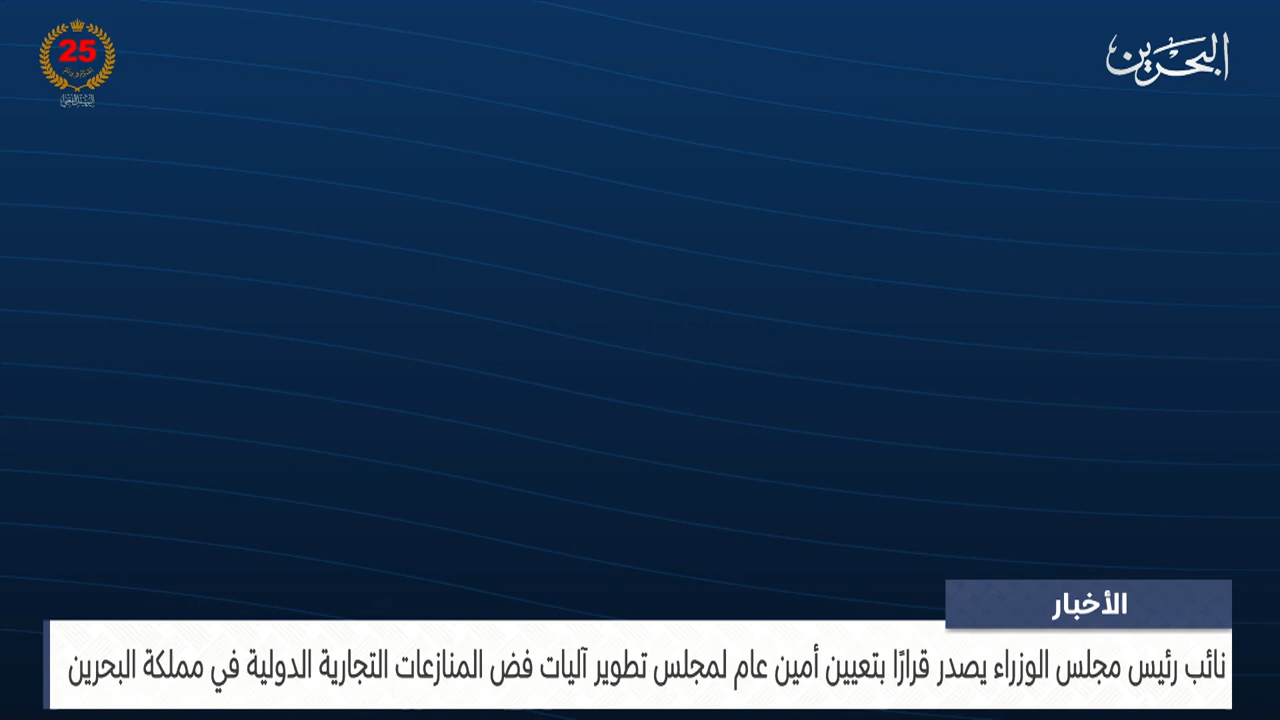 البحرين
25
الأخبار
نائب رئيس مجلس الوزراء يصدر قرارًا بتعيين أمين عام لمجلس تطوير آليات فض المنازعات التجارية الدولية في مملكة البحرين